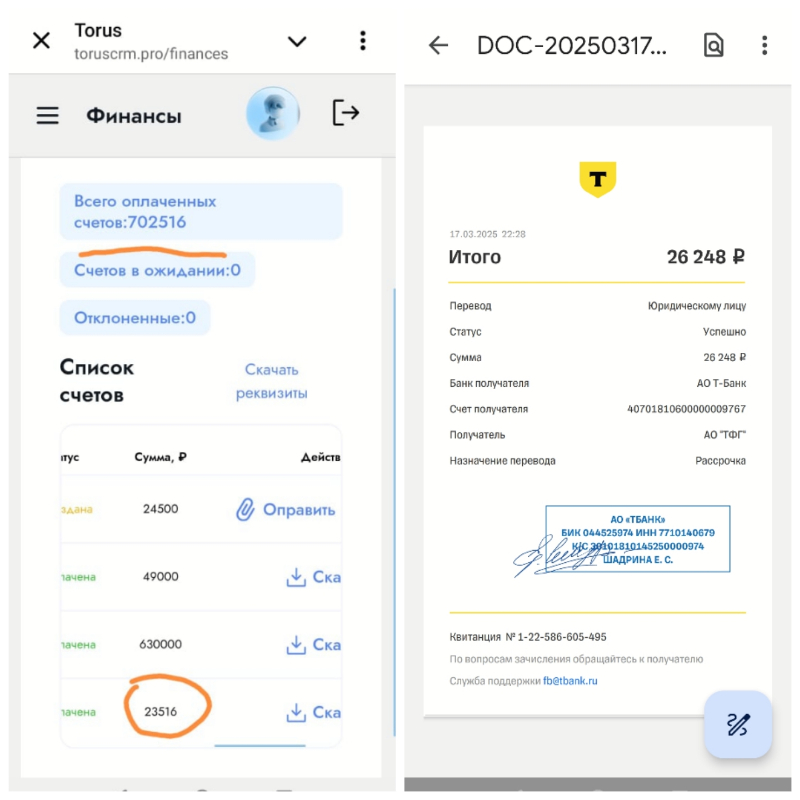 Torus
toruscrm.pro/finances
Финансы
Всего оплаченных
счетов:702516
Счетов в ожидании:0
Отклоненные:0
Список
счетов
Скачать
реквизиты
тус Сумма, ₽ Действ
здана 24500 Оправить
лачена 49000 Ска
лачена 630000 Ска
лачена 23516 Ска
DOC-20250317...
Т
17.03.2025 22:28
Итого 26 248 ₽
Перевод Юридическому лицу
Статус Успешно
Сумма 26 248 ₽
Банк получателя АО Т-Банк
Счет получателя 40701810600000009767
Получатель АО "ТФГ"
Назначение перевода Рассрочка
АО «ТБАНК»
БИК 044525974 ИНН 7710140679
К/С 30101810145250000974
ШАДРИНА Е. С.
Квитанция № 1-22-586-605-495
По вопросам зачисления обращайтесь к получателю
Служба поддержки fb@tbank.ru